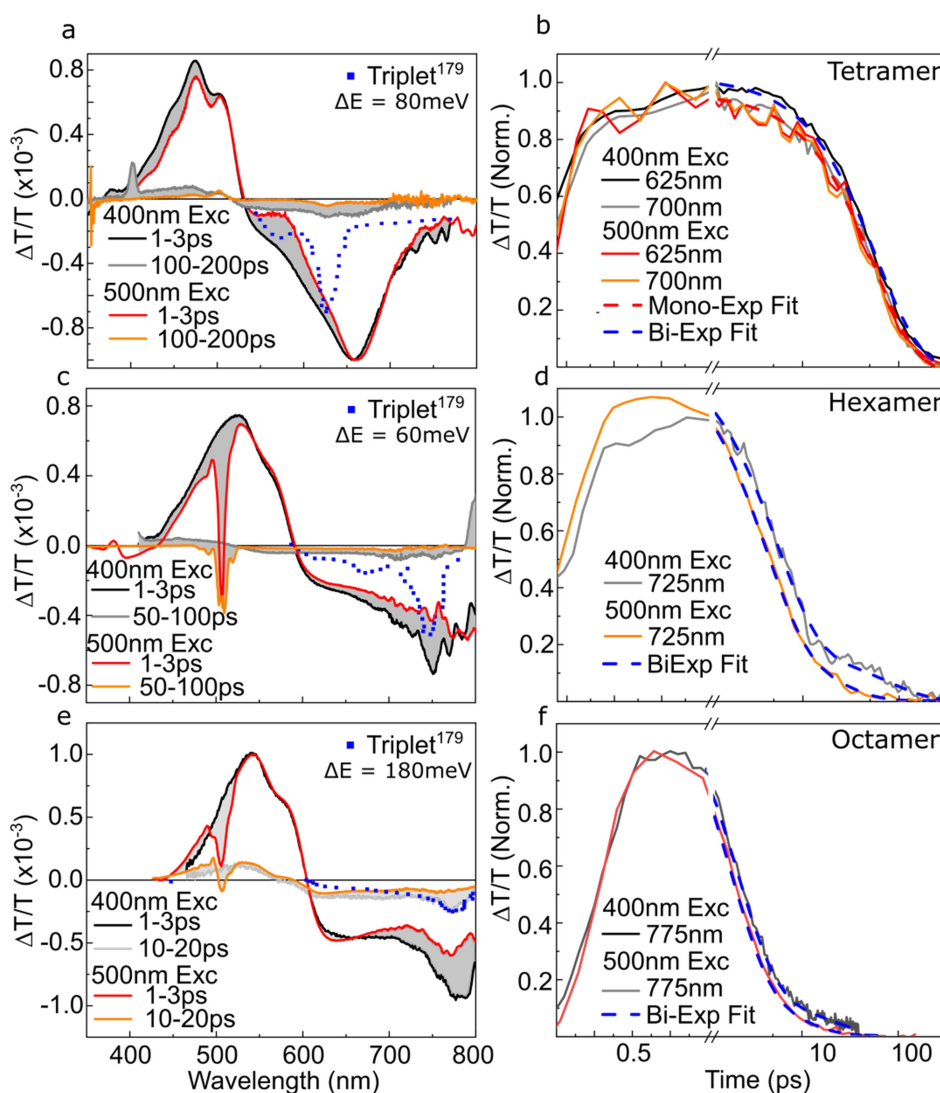 a
0.8
0.4
0.0
-0.4
-0.8
ΔT/T (x10-3)
Triplet179
ΔE = 80meV
400nm Exc
1-3ps
100-200ps
500nm Exc
1-3ps
100-200ps
b
Tetramer
1.0
0.8
0.6
0.4
0.2
ΔT/T (Norm.)
400nm Exc
625nm
700nm
500nm Exc
625nm
700nm
Mono-Exp Fit
Bi-Exp Fit
c
0.8
0.4
0.0
-0.4
-0.8
ΔT/T (x10-3)
Triplet179
ΔE = 60meV
400nm Exc
1-3ps
50-100ps
500nm Exc
1-3ps
50-100ps
d
Hexamer
1.0
0.8
0.6
0.4
0.2
ΔT/T (Norm.)
400nm Exc
725nm
500nm Exc
725nm
BiExp Fit
e
1.0
0.5
0.0
-0.5
-1.0
ΔT/T (x10-3)
Triplet179
ΔE = 180meV
400nm Exc
1-3ps
10-20ps
500nm Exc
1-3ps
10-20ps
400 500 600 700 800
Wavelength (nm)
f
Octamer
1.0
0.8
0.6
0.4
0.2
ΔT/T (Norm.)
400nm Exc
775nm
500nm Exc
775nm
Bi-Exp Fit
0.5 10 100
Time (ps)